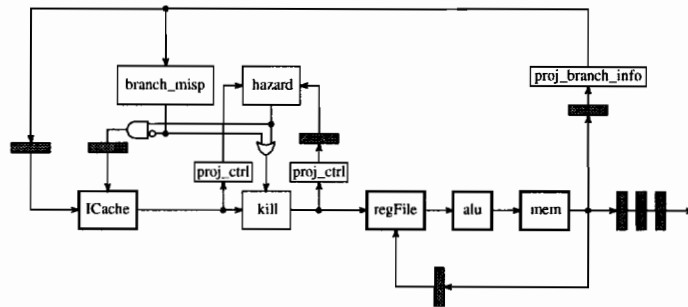 proj_branch_info
branch_misp
hazard
proj_ctrl
proj_ctrl
ICache
kill
regFile
alu
mem